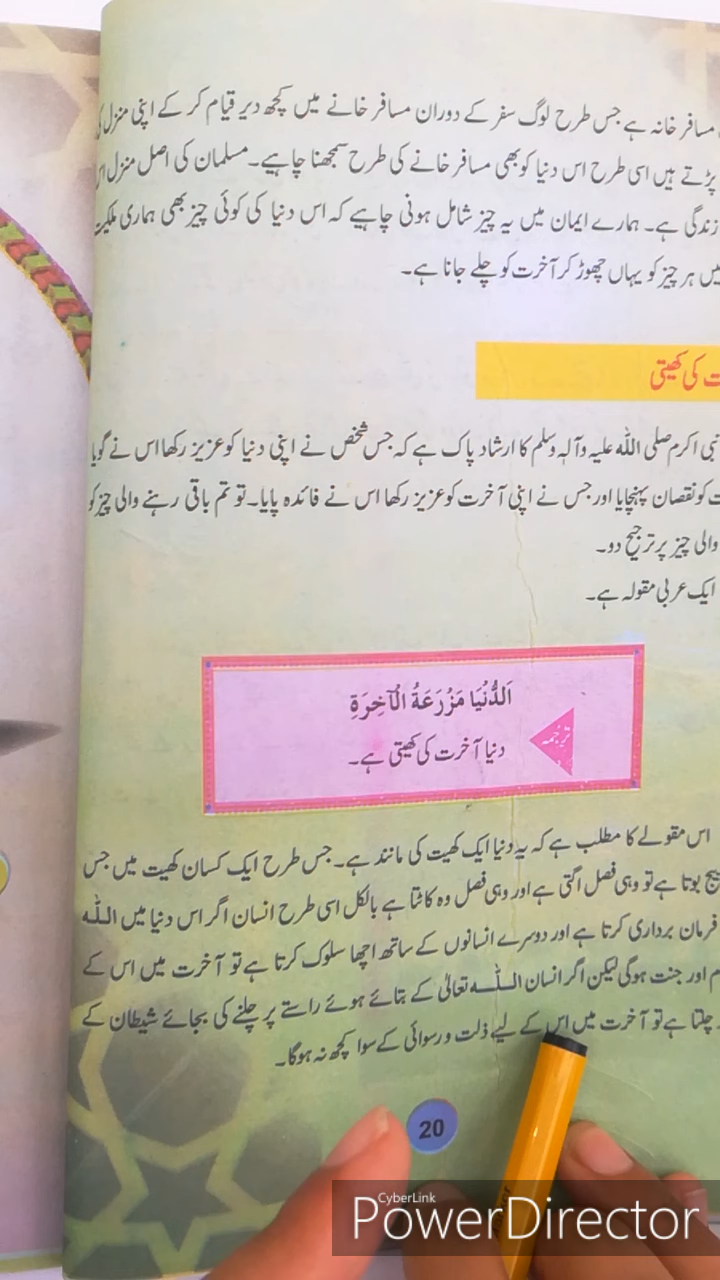 مسافر خانہ ہے جس طرح لوگ سفر کے دوران مسافر خانے میں کچھ دیر قیام کر کے اپنی منزل
پڑتے ہیں اسی طرح اس دنیا کو بھی مسافر خانے کی طرح سمجھنا چاہیے۔ مسلمان کی اصل منزل
زندگی ہے۔ ہمارے ایمان میں یہ چیز شامل ہونی چاہیے کہ اس دنیا کی کوئی چیز بھی ہماری
ہر چیز کو یہاں چھوڑ کر آخرت کو چلے جانا ہے۔
کی کھیتی
نبی اکرم صلی اللہ علیہ وآلہ وسلم کا ارشاد پاک ہے کہ جس شخص نے اپنی دنیا کو عزیز رکھا اس نے گویا
کو نقصان پہنچایا اور جس نے اپنی آخرت کو عزیز رکھا اس نے فائدہ پایا۔ تو تم باقی رہنے والی چیز کو
والی چیز پر ترجیح دو۔
ایک عربی مقولہ ہے۔
اَلدُّنْيَا مَزْرَعَةُ الْآخِرَةِ
ترجمہ
دنیا آخرت کی کھیتی ہے۔
اس مقولے کا مطلب ہے کہ یہ دنیا ایک کھیت کی مانند ہے۔ جس طرح ایک کسان کھیت میں جس
بیج بوتا ہے تو وہی فصل اگتی ہے اور وہی فصل وہ کاٹتا ہے بالکل اسی طرح انسان اگر اس دنیا میں اللہ
فرمان برداری کرتا ہے اور دوسرے انسانوں کے ساتھ اچھا سلوک کرتا ہے تو آخرت میں اس کے
اور جنت ہوگی لیکن اگر انسان اللہ تعالیٰ کے بتائے ہوئے راستے پر چلنے کی بجائے شیطان کے
چلتا ہے تو آخرت میں اس کے لیے ذلت و رسوائی کے سوا کچھ نہ ہوگا۔
20
CyberLink
PowerDirector